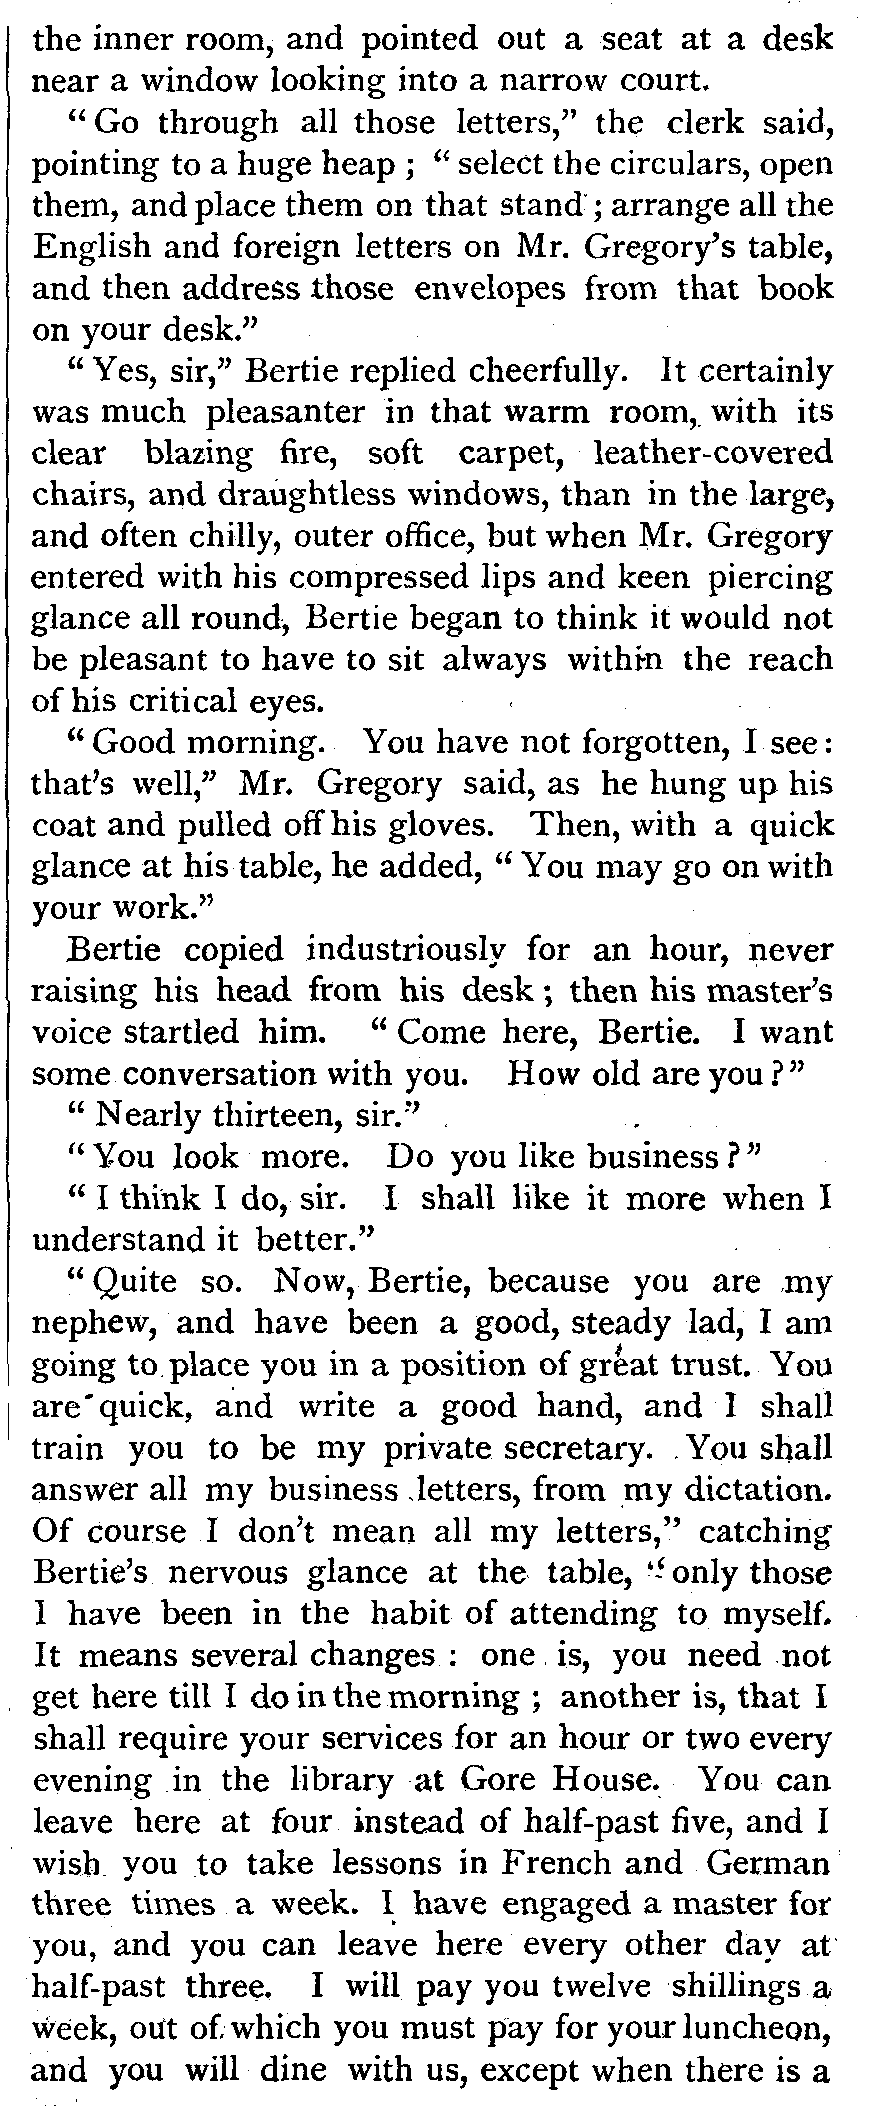 the inner room, and pointed out a seat at a desk
near a window looking into a narrow court.
"Go through all those letters," the clerk said,
pointing to a huge heap; "select the circulars, open
them, and place them on that stand; arrange all the
English and foreign letters on Mr. Gregory's table,
and then address those envelopes from that book
on your desk."
"Yes, sir," Bertie replied cheerfully. It certainly
was much pleasanter in that warm room, with its
clear blazing fire, soft carpet, leather-covered
chairs, and draughtless windows, than in the large,
and often chilly, outer office, but when Mr. Gregory
entered with his compressed lips and keen piercing
glance all round, Bertie began to think it would not
be pleasant to have to sit always within the reach
of his critical eyes.
"Good morning. You have not forgotten, I see:
that's well," Mr. Gregory said, as he hung up his
coat and pulled off his gloves. Then, with a quick
glance at his table, he added, "You may go on with
your work."
Bertie copied industriously for an hour, never
raising his head from his desk; then his master's
voice startled him. "Come here, Bertie. I want
some conversation with you. How old are you?"
"Nearly thirteen, sir."
"You look more. Do you like business?"
"I think I do, sir. I shall like it more when I
understand it better."
"Quite so. Now, Bertie, because you are my
nephew, and have been a good, steady lad, I am
going to place you in a position of great trust. You
are quick, and write a good hand, and I shall
train you to be my private secretary. You shall
answer all my business letters, from my dictation.
Of course I don't mean all my letters," catching
Bertie's nervous glance at the table, "only those
I have been in the habit of attending to myself.
It means several changes: one is, you need not
get here till I do in the morning; another is, that I
shall require your services for an hour or two every
evening in the library at Gore House. You can
leave here at four instead of half-past five, and I
wish you to take lessons in French and German
three times a week. I have engaged a master for
you, and you can leave here every other day at
half-past three. I will pay you twelve shillings a
week, out of which you must pay for your luncheon,
and you will dine with us, except when there is a